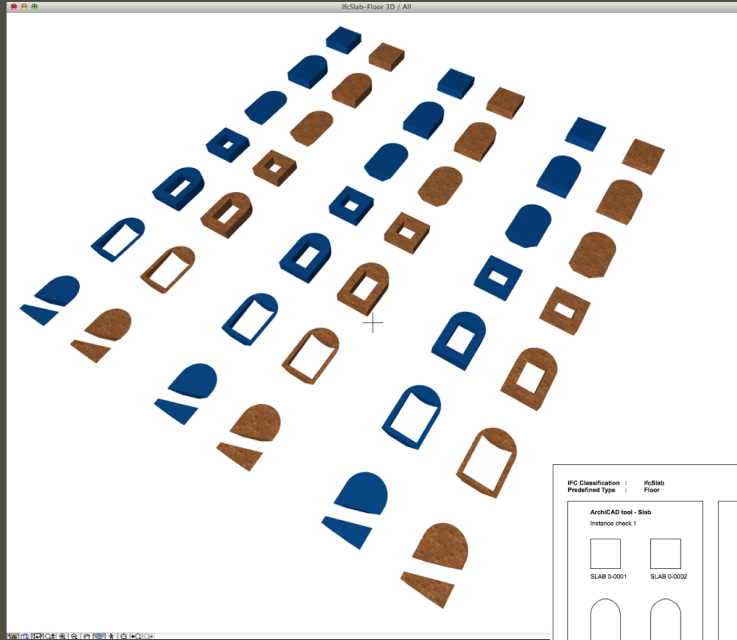 IfcSlab-Floor 3D / All
IFC Classification : IfcSlab
Predefined Type : Floor
ArchiCAD tool - Slab
Instance check 1
SLAB 0-0001 SLAB 0-0002